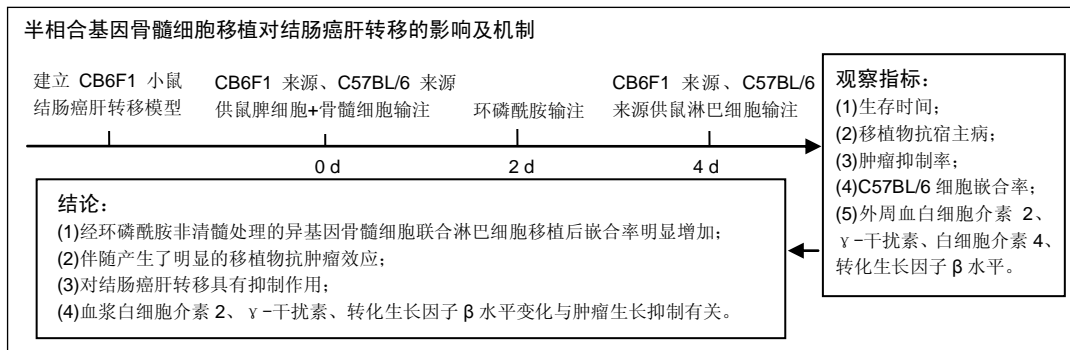 半相合基因骨髓细胞移植对结肠癌肝转移的影响及机制
建立 CB6F1 小鼠
结肠癌肝转移模型
CB6F1 来源、C57BL/6 来源
供鼠脾细胞+骨髓细胞输注
环磷酰胺输注
CB6F1 来源、C57BL/6
来源供鼠淋巴细胞输注
0 d
2 d
4 d
观察指标：
(1)生存时间；
(2)移植物抗宿主病；
(3)肿瘤抑制率；
(4)C57BL/6 细胞嵌合率；
(5)外周血白细胞介素 2、
γ-干扰素、白细胞介素 4、
转化生长因子 β 水平。
结论：
(1)经环磷酰胺非清髓处理的异基因骨髓细胞联合淋巴细胞移植后嵌合率明显增加；
(2)伴随产生了明显的移植物抗肿瘤效应；
(3)对结肠癌肝转移具有抑制作用；
(4)血浆白细胞介素 2、γ-干扰素、转化生长因子 β 水平变化与肿瘤生长抑制有关。